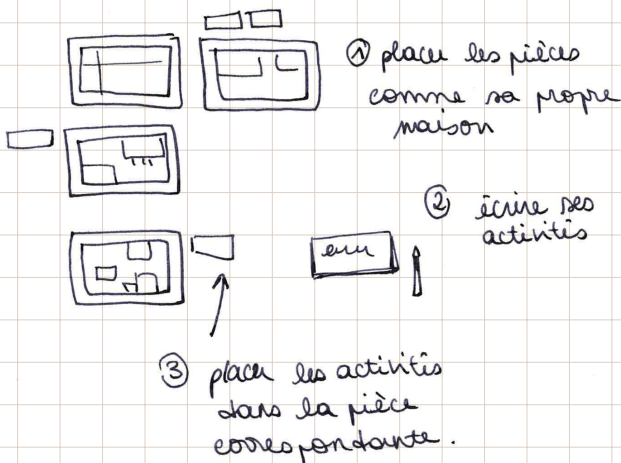 ① placer les pièces
comme sa propre
maison
② écrire ses
activités
③ placer les activités
dans la pièce
correspondante.